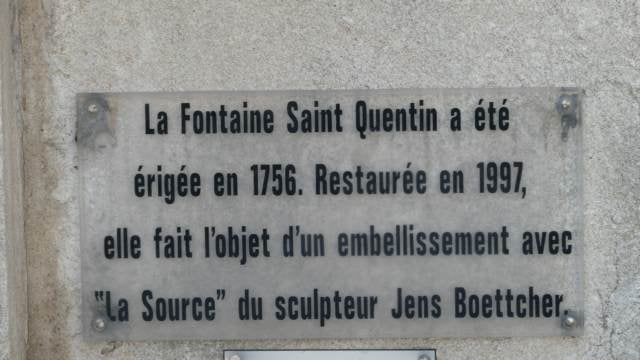 La Fontaine Saint Quentin a été
érigée en 1756. Restaurée en 1997,
elle fait l'objet d'un embellissement avec
"La Source" du sculpteur Jens Boettcher.